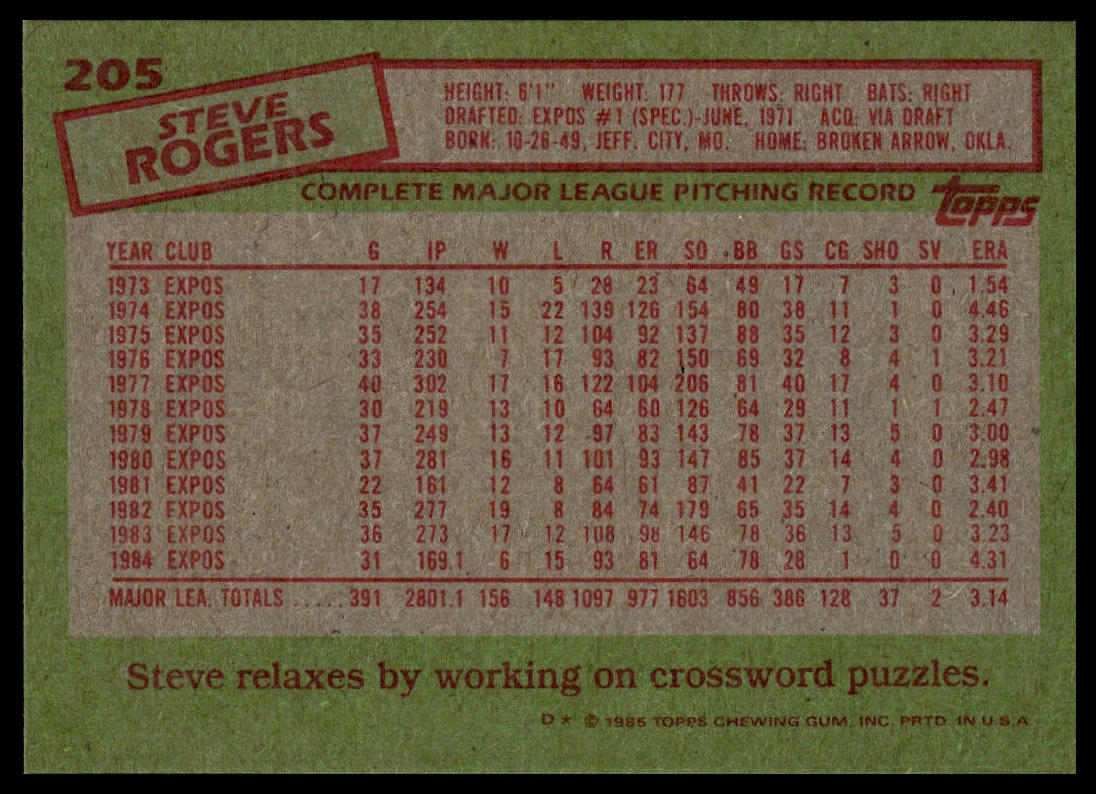 205
STEVE
ROGERS
HEIGHT: 6'1" WEIGHT: 177 THROWS: RIGHT BATS: RIGHT
DRAFTED: EXPOS #1 (SPEC.)-JUNE, 1971 ACQ: VIA DRAFT
BORN: 10-26-49, JEFF. CITY, MO. HOME: BROKEN ARROW, OKLA.
COMPLETE MAJOR LEAGUE PITCHING RECORD
Topps
YEAR CLUB G IP W L R ER SO BB GS CG SHO SV ERA
1973 EXPOS 17 134 10 5 28 23 64 49 17 7 3 0 1.54
1974 EXPOS 38 254 15 22 139 126 154 80 38 11 1 0 4.46
1975 EXPOS 35 252 11 12 104 92 137 88 35 12 3 0 3.29
1976 EXPOS 33 230 7 17 93 82 150 69 32 8 4 1 3.21
1977 EXPOS 40 302 17 16 122 104 206 81 40 17 4 0 3.10
1978 EXPOS 30 219 13 10 64 60 126 64 29 11 1 1 2.47
1979 EXPOS 37 249 13 12 97 83 143 78 37 13 5 0 3.00
1980 EXPOS 37 281 16 11 101 93 147 85 37 14 4 0 2.98
1981 EXPOS 22 161 12 8 64 61 87 41 22 7 3 0 3.41
1982 EXPOS 35 277 19 8 84 74 179 65 35 14 4 0 2.40
1983 EXPOS 36 273 17 12 108 98 146 78 36 13 5 0 3.23
1984 EXPOS 31 169.1 6 15 93 81 64 78 28 1 0 0 4.31
MAJOR LEA. TOTALS ..... 391 2801.1 156 148 1097 977 1603 856 386 128 37 2 3.14
Steve relaxes by working on crossword puzzles.
D ★ © 1985 TOPPS CHEWING GUM, INC. PRTD. IN U.S.A.